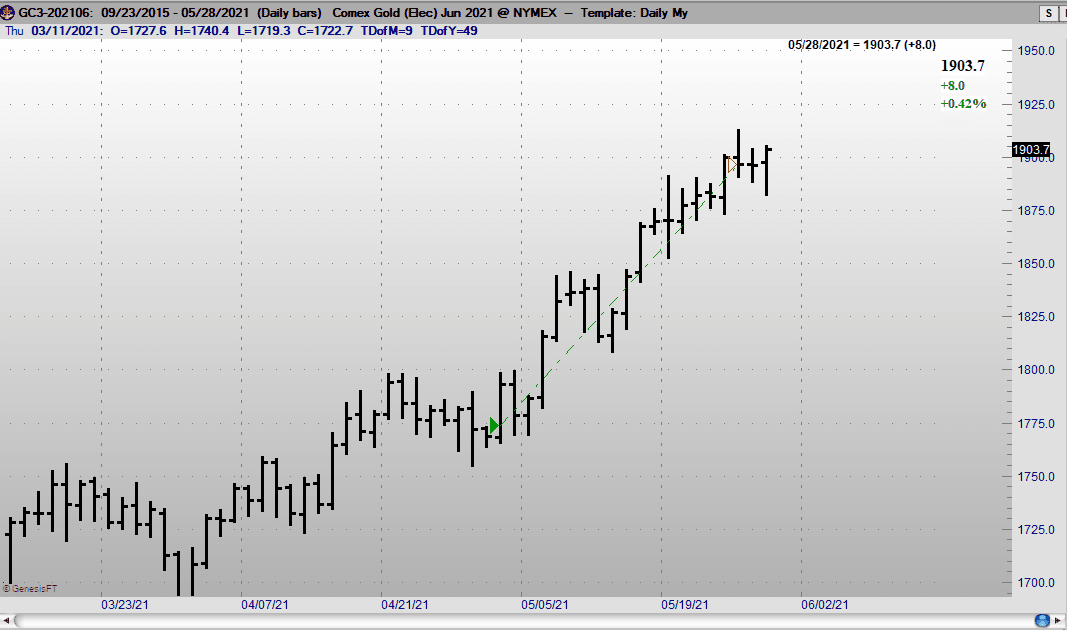 GC3-202106: 09/23/2015 - 05/28/2021 (Daily bars) Comex Gold (Elec) Jun 2021 @ NYMEX — Template: Daily My
S
Thu 03/11/2021: O=1727.6 H=1740.4 L=1719.3 C=1722.7 TDofM=9 TDofY=49
05/28/2021 = 1903.7 (+8.0)
1950.0
1903.7
+8.0
+0.42%
1925.0
1903.7
1900.0
1875.0
1850.0
1825.0
1800.0
1775.0
1750.0
1725.0
1700.0
© GenesisFT
03/23/21 04/07/21 04/21/21 05/05/21 05/19/21 06/02/21